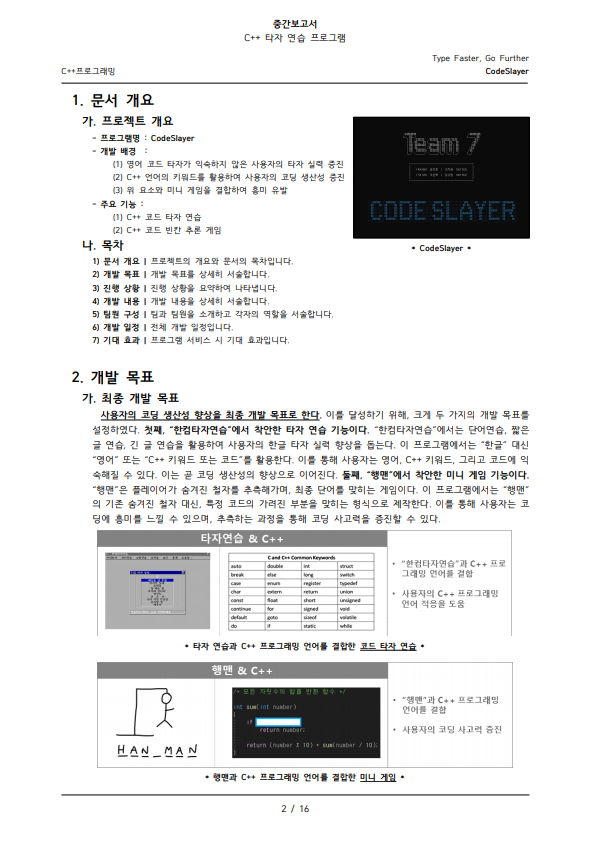 중간보고서
C++ 타자 연습 프로그램
Type Faster, Go Further
C++프로그래밍
CodeSlayer
1. 문서 개요
가. 프로젝트 개요
- 프로그램명 : CodeSlayer
- 개발 배경 :
(1) 영어 코드 타자가 익숙하지 않은 사용자의 타자 실력 증진
(2) C++ 언어의 키워드를 활용하여 사용자의 코딩 생산성 증진
(3) 위 요소와 미니 게임을 결합하여 흥미 유발
- 주요 기능 :
(1) C++ 코드 타자 연습
(2) C++ 코드 빈칸 추론 게임
Team 7
CODE SLAYER
• CodeSlayer •
나. 목차
1) 문서 개요 | 프로젝트의 개요와 문서의 목차입니다.
2) 개발 목표 | 개발 목표를 상세히 서술합니다.
3) 진행 상황 | 진행 상황을 요약하여 나타냅니다.
4) 개발 내용 | 개발 내용을 상세히 서술합니다.
5) 팀원 구성 | 팀과 팀원을 소개하고 각자의 역할을 서술합니다.
6) 개발 일정 | 전체 개발 일정입니다.
7) 기대 효과 | 프로그램 서비스 시 기대 효과입니다.
2. 개발 목표
가. 최종 개발 목표
사용자의 코딩 생산성 향상을 최종 개발 목표로 한다. 이를 달성하기 위해, 크게 두 가지의 개발 목표를
설정하였다. 첫째, “한컴타자연습”에서 착안한 타자 연습 기능이다. “한컴타자연습”에서는 단어연습, 짧은
글 연습, 긴 글 연습을 활용하여 사용자의 한글 타자 실력 향상을 돕는다. 이 프로그램에서는 “한글” 대신
“영어” 또는 “C++ 키워드 또는 코드”를 활용한다. 이를 통해 사용자는 영어, C++ 키워드, 그리고 코드에 익
숙해질 수 있다. 이는 곧 코딩 생산성의 향상으로 이어진다. 둘째, “행맨”에서 착안한 미니 게임 기능이다.
“행맨”은 플레이어가 숨겨진 철자를 추측해가며, 최종 단어를 맞히는 게임이다. 이 프로그램에서는 “행맨”
의 기존 숨겨진 철자 대신, 특정 코드의 가려진 부분을 맞히는 형식으로 제작한다. 이를 통해 사용자는 코
딩에 흥미를 느낄 수 있으며, 추측하는 과정을 통해 코딩 사고력을 증진할 수 있다.
타자연습 & C++
C and C++ Common Keywords
auto double int struct
break else long switch
case enum register typedef
char extern return union
const float short unsigned
continue for signed void
default goto sizeof volatile
do if static while
• “한컴타자연습”과 C++ 프로
그래밍 언어를 결합
• 사용자의 C++ 프로그래밍
언어 적응을 도움
• 타자 연습과 C++ 프로그래밍 언어를 결합한 코드 타자 연습 •
행맨 & C++
HAN_MAN
/* 모든 자릿수의 합을 반환 함수 */
int sum(int number)
{
if
return number;
return (number % 10) + sum(number / 10);
}
• “행맨”과 C++ 프로그래밍
언어를 결합
• 사용자의 코딩 사고력 증진
• 행맨과 C++ 프로그래밍 언어를 결합한 미니 게임 •
2 / 16